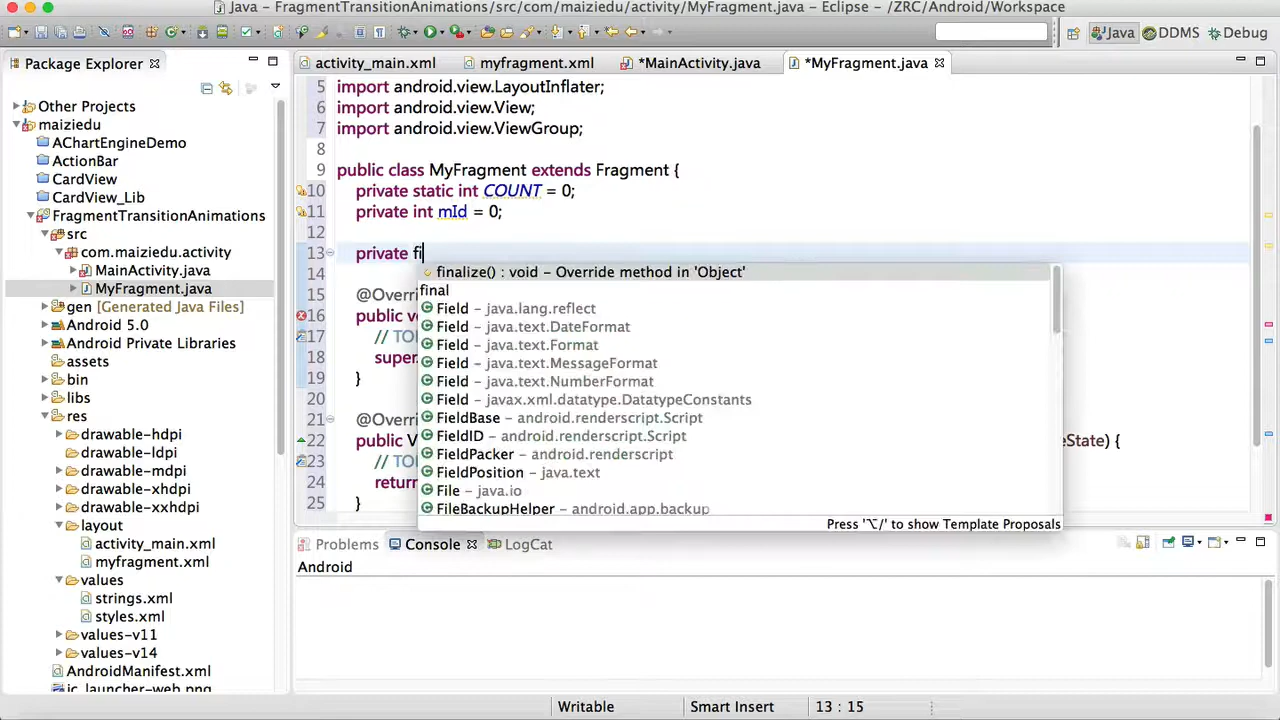 Java – FragmentTransitionAnimations/src/com/maiziedu/activity/MyFragment.java – Eclipse – /ZRC/Android/Workspace
Java
DDMS
Debug
Package Explorer
Other Projects
maiziedu
AChartEngineDemo
ActionBar
CardView
CardView_Lib
FragmentTransitionAnimations
src
com.maiziedu.activity
MainActivity.java
MyFragment.java
gen [Generated Java Files]
Android 5.0
Android Private Libraries
assets
bin
libs
res
drawable-hdpi
drawable-ldpi
drawable-mdpi
drawable-xhdpi
drawable-xxhdpi
layout
activity_main.xml
myfragment.xml
values
strings.xml
styles.xml
values-v11
values-v14
AndroidManifest.xml
ic_launcher-web.png
activity_main.xml
myfragment.xml
*MainActivity.java
*MyFragment.java
5 import android.view.LayoutInflater;
6 import android.view.View;
7 import android.view.ViewGroup;
8
9 public class MyFragment extends Fragment {
10 private static int COUNT = 0;
11 private int mId = 0;
12
13 private fi
14
15 @Overri
16 public vo
17 // TOD
18 super.
19 }
20
21 @Overri
22 public V eState) {
23 // TOD
24 return
25 }
finalize() : void – Override method in 'Object'
final
Field – java.lang.reflect
Field – java.text.DateFormat
Field – java.text.Format
Field – java.text.MessageFormat
Field – java.text.NumberFormat
Field – javax.xml.datatype.DatatypeConstants
FieldBase – android.renderscript.Script
FieldID – android.renderscript.Script
FieldPacker – android.renderscript
FieldPosition – java.text
File – java.io
FileBackupHelper – android.app.backup
Press '⌥/' to show Template Proposals
Problems
Console
LogCat
Android
Writable
Smart Insert
13 : 15